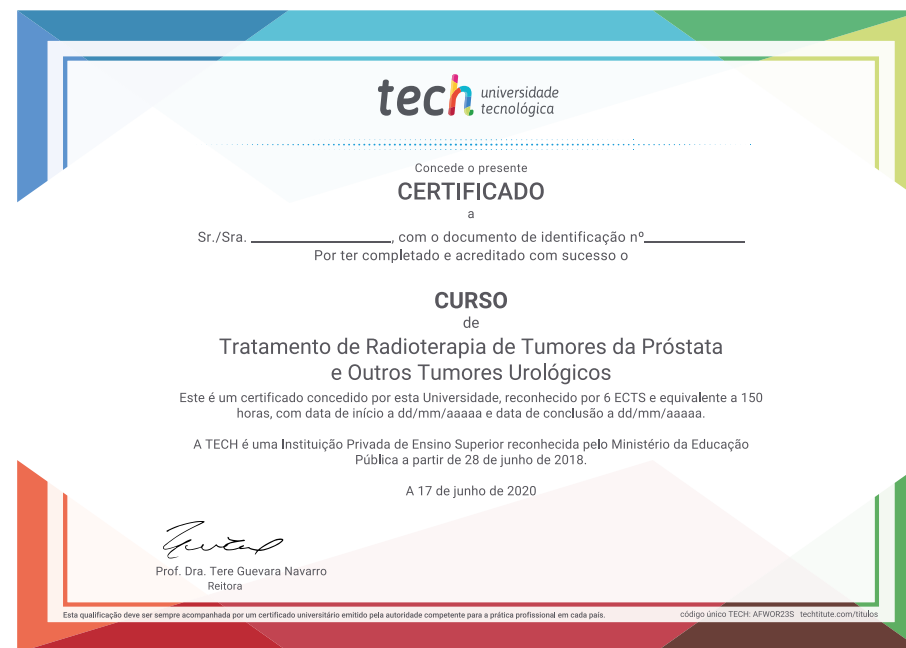 tech universidade
tecnológica
Concede o presente
CERTIFICADO
a
Sr./Sra. ____________, com o documento de identificação nº____________
Por ter completado e acreditado com sucesso o
CURSO
de
Tratamento de Radioterapia de Tumores da Próstata
e Outros Tumores Urológicos
Este é um certificado concedido por esta Universidade, reconhecido por 6 ECTS e equivalente a 150
horas, com data de início a dd/mm/aaaaa e data de conclusão a dd/mm/aaaaa.
A TECH é uma Instituição Privada de Ensino Superior reconhecida pelo Ministério da Educação
Pública a partir de 28 de junho de 2018.
A 17 de junho de 2020
Prof. Dra. Tere Guevara Navarro
Reitora
Esta qualificação deve ser sempre acompanhada por um certificado universitário emitido pela autoridade competente para a prática profissional em cada país.
código único TECH: AFWOR23S techtitute.com/titulos